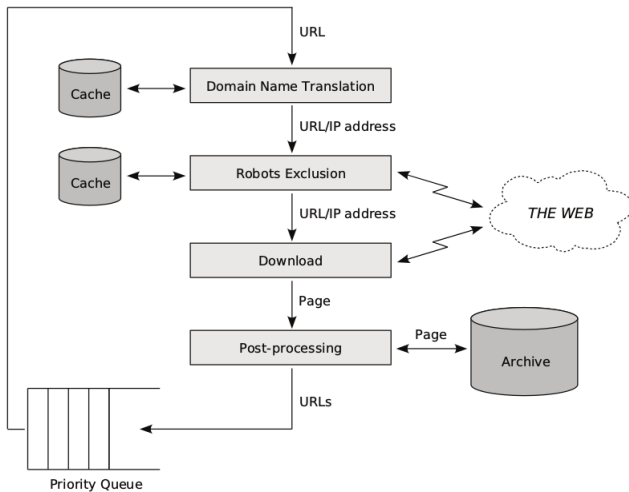 URL
Domain Name Translation
Cache
URL/IP address
Robots Exclusion
Cache
URL/IP address
THE WEB
Download
Page
Post-processing
Page
Archive
URLs
Priority Queue